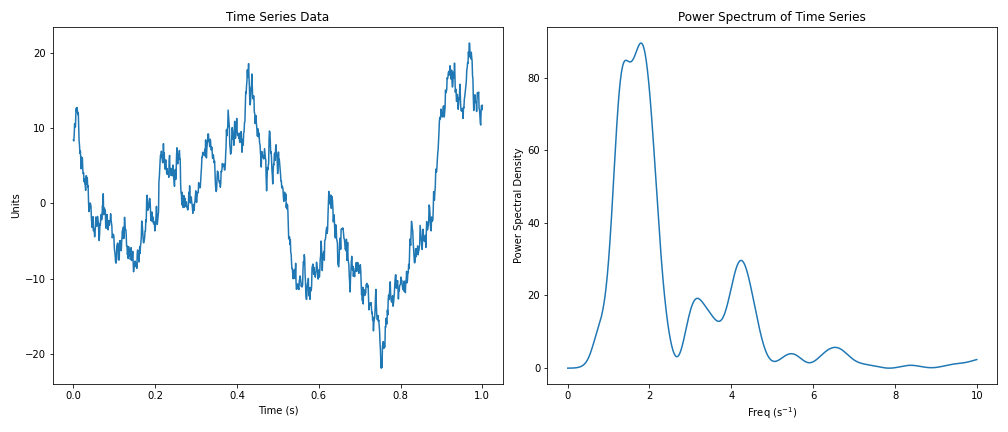 Time Series Data
Units
20
10
0
−10
−20
0.0 0.2 0.4 0.6 0.8 1.0
Time (s)
Power Spectrum of Time Series
Power Spectral Density
80
60
40
20
0
0 2 4 6 8 10
Freq (s⁻¹)